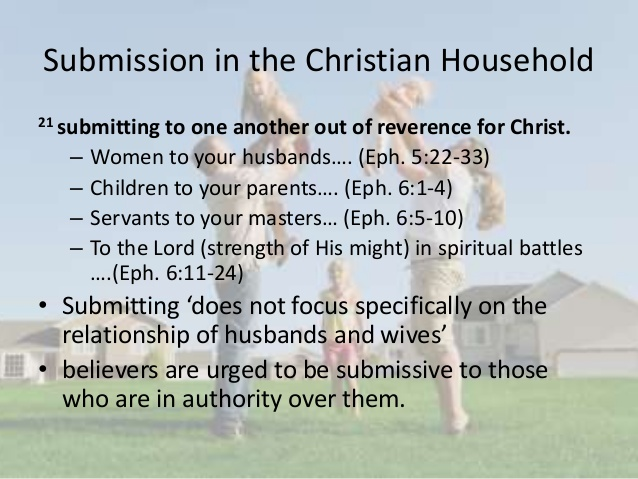 Submission in the Christian Household
21 submitting to one another out of reverence for Christ.
– Women to your husbands…. (Eph. 5:22-33)
– Children to your parents…. (Eph. 6:1-4)
– Servants to your masters… (Eph. 6:5-10)
– To the Lord (strength of His might) in spiritual battles
….(Eph. 6:11-24)
• Submitting ‘does not focus specifically on the
relationship of husbands and wives’
• believers are urged to be submissive to those
who are in authority over them.